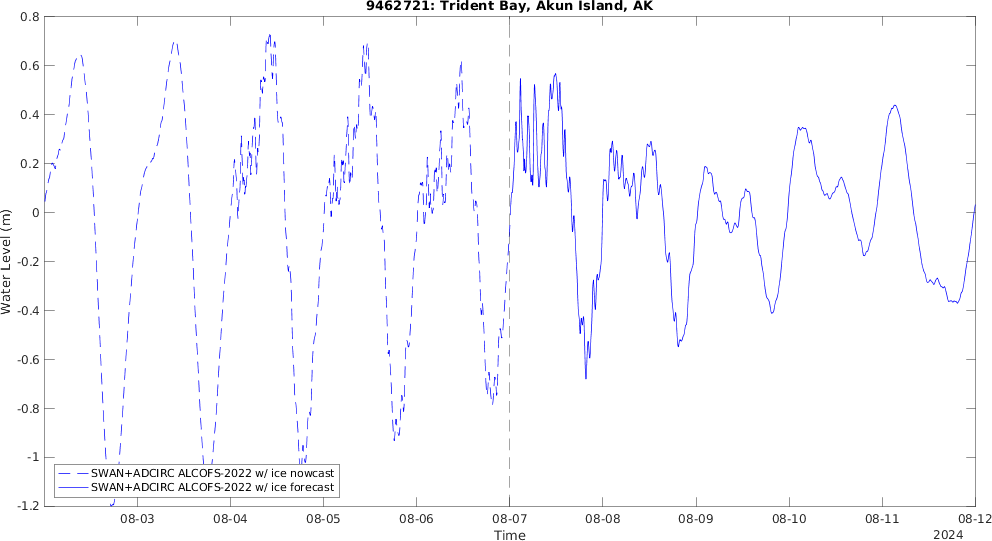 9462721: Trident Bay, Akun Island, AK
0.8
0.6
0.4
0.2
0
-0.2
-0.4
-0.6
-0.8
-1
-1.2
Water Level (m)
SWAN+ADCIRC ALCOFS-2022 w/ ice nowcast
SWAN+ADCIRC ALCOFS-2022 w/ ice forecast
08-03 08-04 08-05 08-06 08-07 08-08 08-09 08-10 08-11 08-12
Time
2024